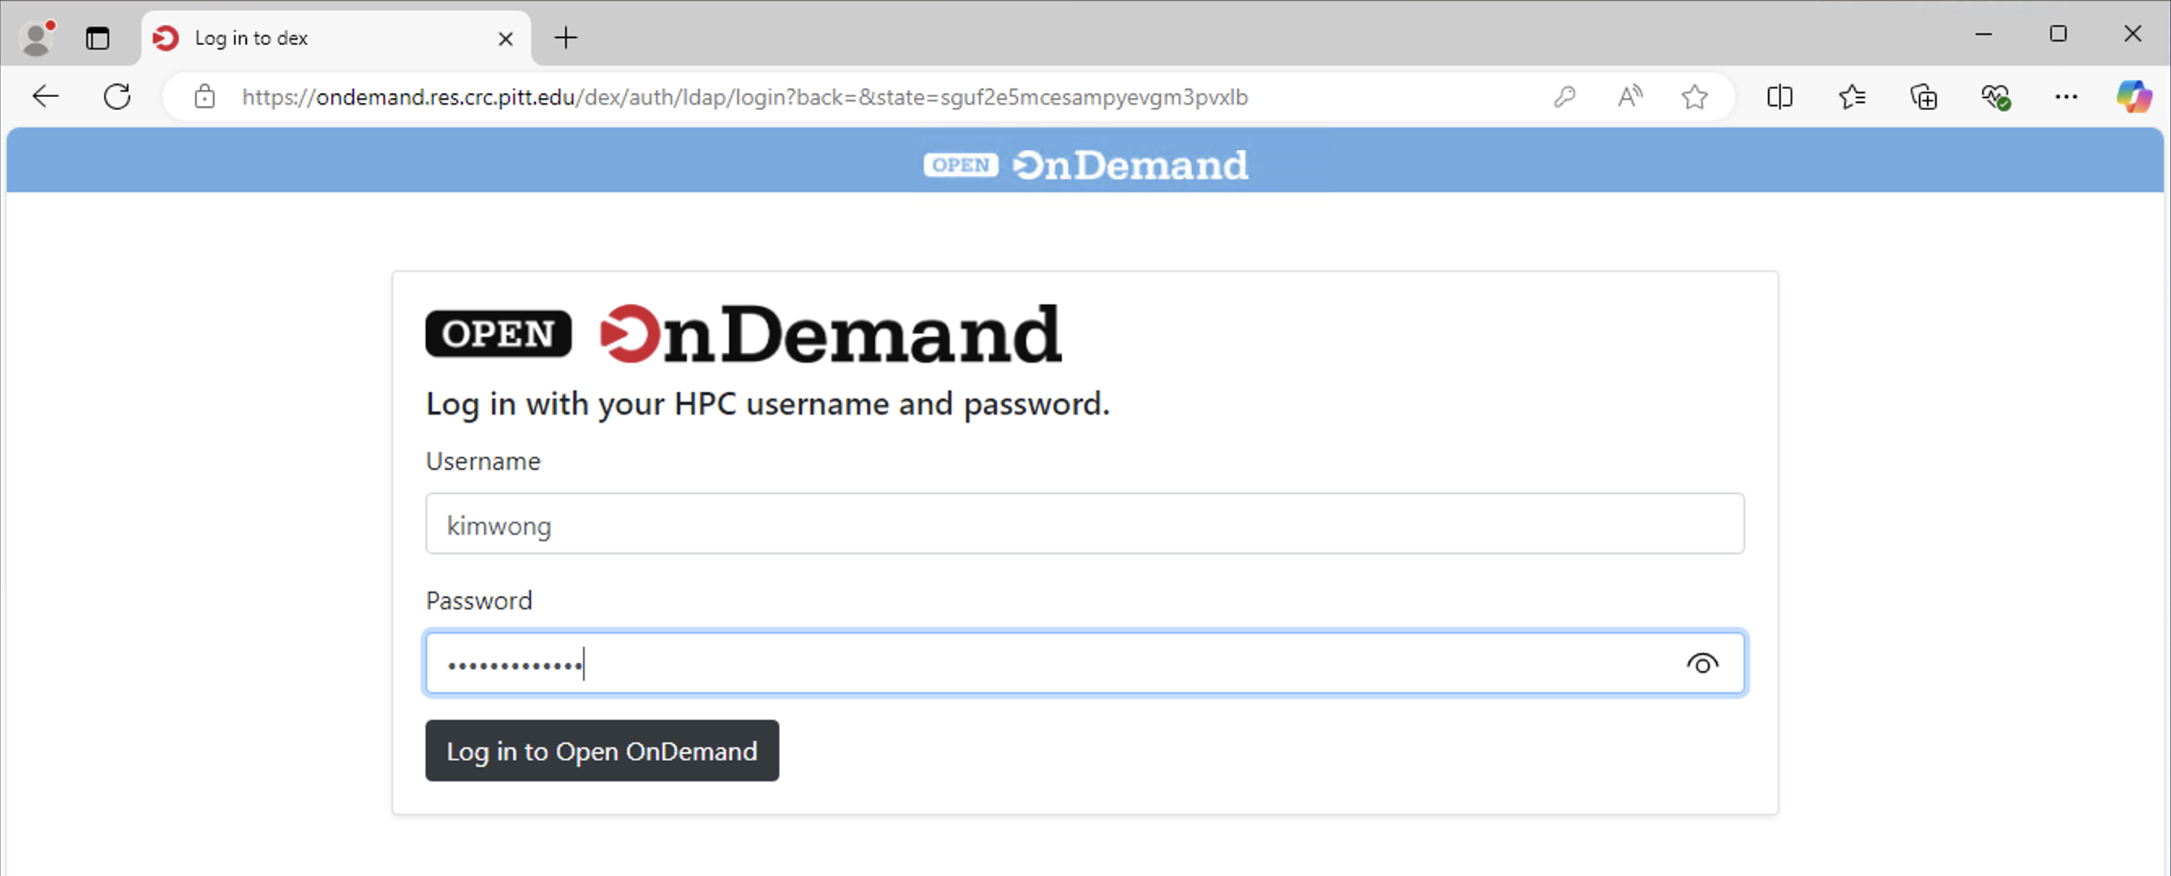 Log in to dex
https://ondemand.res.crc.pitt.edu/dex/auth/ldap/login?back=&state=sguf2e5mcesampyevgm3pvxlb
OPEN OnDemand
OPEN OnDemand
Log in with your HPC username and password.
Username
kimwong
Password
•••••••••••••
Log in to Open OnDemand